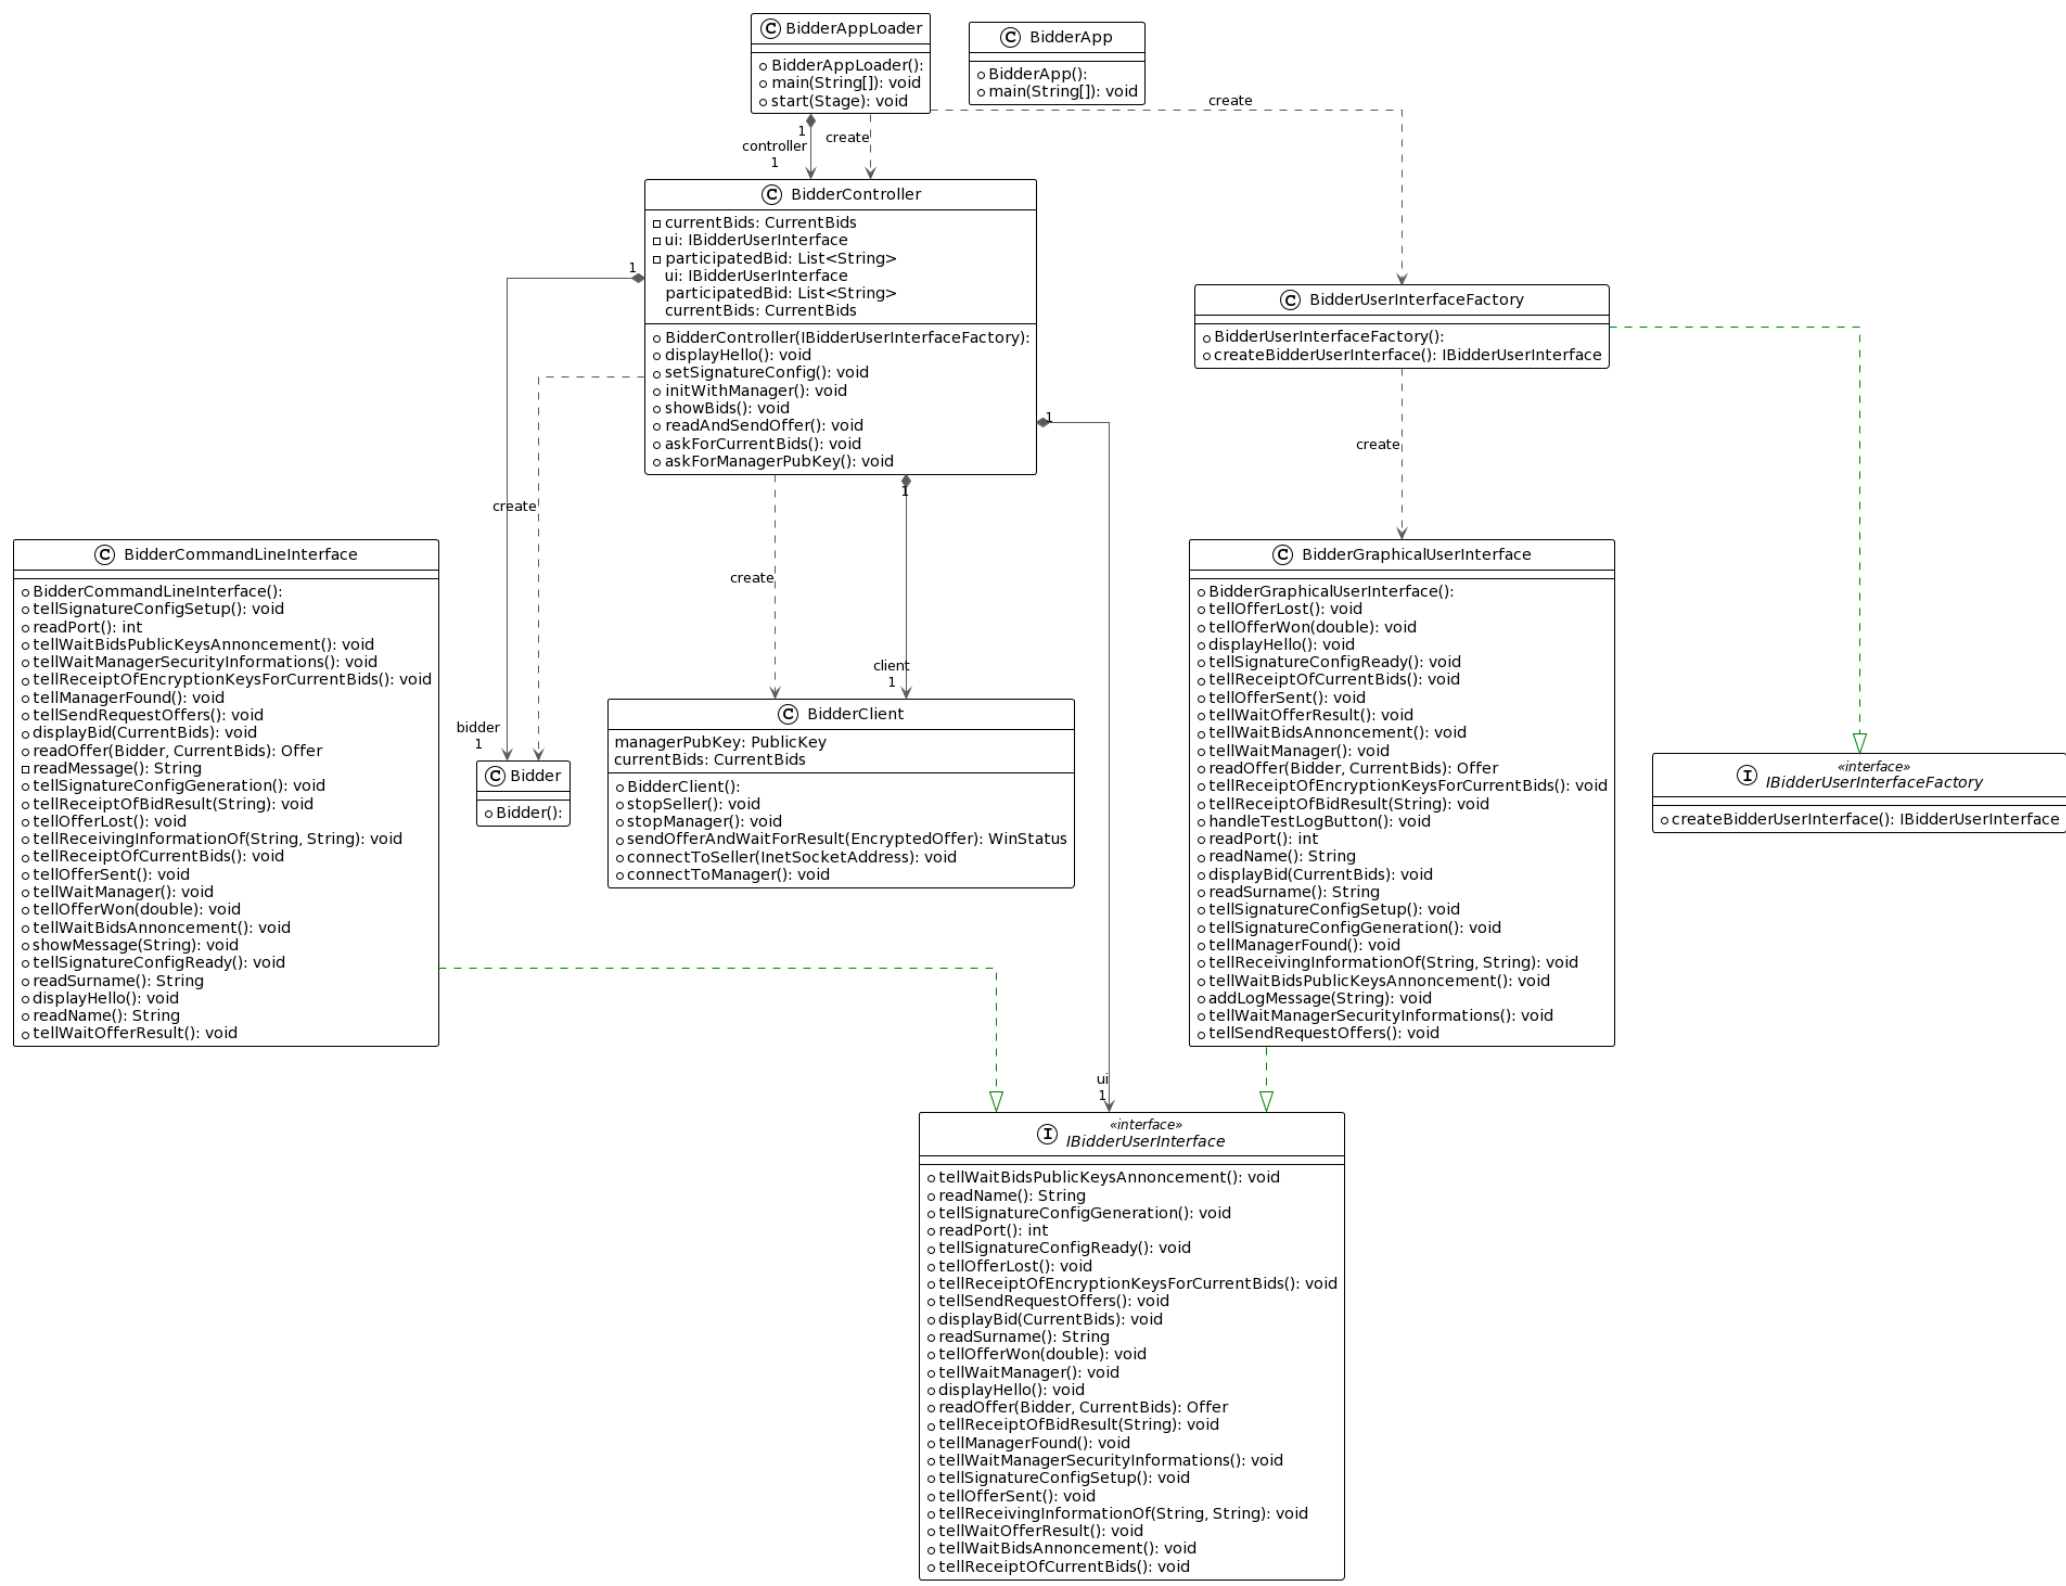 C BidderAppLoader
BidderAppLoader():
main(String[]): void
start(Stage): void
C BidderApp
BidderApp():
main(String[]): void
create
1
controller
1
create
C BidderController
currentBids: CurrentBids
ui: IBidderUserInterface
participatedBid: List<String>
ui: IBidderUserInterface
participatedBid: List<String>
currentBids: CurrentBids
BidderController(IBidderUserInterfaceFactory):
displayHello(): void
setSignatureConfig(): void
initWithManager(): void
showBids(): void
readAndSendOffer(): void
askForCurrentBids(): void
askForManagerPubKey(): void
1
1
1
C BidderUserInterfaceFactory
BidderUserInterfaceFactory():
createBidderUserInterface(): IBidderUserInterface
create
create
create
C BidderCommandLineInterface
BidderCommandLineInterface():
tellSignatureConfigSetup(): void
readPort(): int
tellWaitBidsPublicKeysAnnoncement(): void
tellWaitManagerSecurityInformations(): void
tellReceiptOfEncryptionKeysForCurrentBids(): void
tellManagerFound(): void
tellSendRequestOffers(): void
displayBid(CurrentBids): void
readOffer(Bidder, CurrentBids): Offer
readMessage(): String
tellSignatureConfigGeneration(): void
tellReceiptOfBidResult(String): void
tellOfferLost(): void
tellReceivingInformationOf(String, String): void
tellReceiptOfCurrentBids(): void
tellOfferSent(): void
tellWaitManager(): void
tellOfferWon(double): void
tellWaitBidsAnnoncement(): void
showMessage(String): void
tellSignatureConfigReady(): void
readSurname(): String
displayHello(): void
readName(): String
tellWaitOfferResult(): void
bidder
1
C Bidder
Bidder():
client
1
C BidderClient
managerPubKey: PublicKey
currentBids: CurrentBids
BidderClient():
stopSeller(): void
stopManager(): void
sendOfferAndWaitForResult(EncryptedOffer): WinStatus
connectToSeller(InetSocketAddress): void
connectToManager(): void
C BidderGraphicalUserInterface
BidderGraphicalUserInterface():
tellOfferLost(): void
tellOfferWon(double): void
displayHello(): void
tellSignatureConfigReady(): void
tellReceiptOfCurrentBids(): void
tellOfferSent(): void
tellWaitOfferResult(): void
tellWaitBidsAnnoncement(): void
tellWaitManager(): void
readOffer(Bidder, CurrentBids): Offer
tellReceiptOfEncryptionKeysForCurrentBids(): void
tellReceiptOfBidResult(String): void
handleTestLogButton(): void
readPort(): int
readName(): String
displayBid(CurrentBids): void
readSurname(): String
tellSignatureConfigSetup(): void
tellSignatureConfigGeneration(): void
tellManagerFound(): void
tellReceivingInformationOf(String, String): void
tellWaitBidsPublicKeysAnnoncement(): void
addLogMessage(String): void
tellWaitManagerSecurityInformations(): void
tellSendRequestOffers(): void
«interface»
I IBidderUserInterfaceFactory
createBidderUserInterface(): IBidderUserInterface
ui
1
«interface»
I IBidderUserInterface
tellWaitBidsPublicKeysAnnoncement(): void
readName(): String
tellSignatureConfigGeneration(): void
readPort(): int
tellSignatureConfigReady(): void
tellOfferLost(): void
tellReceiptOfEncryptionKeysForCurrentBids(): void
tellSendRequestOffers(): void
displayBid(CurrentBids): void
readSurname(): String
tellOfferWon(double): void
tellWaitManager(): void
displayHello(): void
readOffer(Bidder, CurrentBids): Offer
tellReceiptOfBidResult(String): void
tellManagerFound(): void
tellWaitManagerSecurityInformations(): void
tellSignatureConfigSetup(): void
tellOfferSent(): void
tellReceivingInformationOf(String, String): void
tellWaitOfferResult(): void
tellWaitBidsAnnoncement(): void
tellReceiptOfCurrentBids(): void